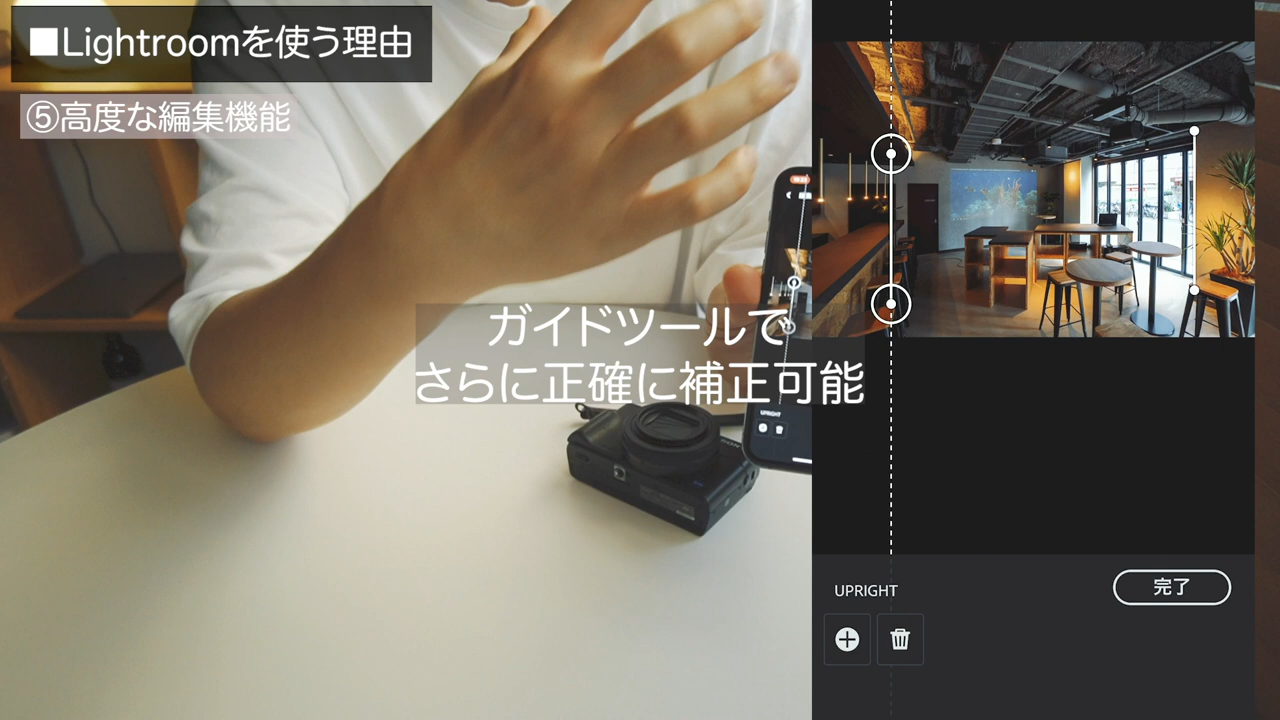 ■Lightroomを使う理由
⑤高度な編集機能
ガイドツールで
さらに正確に補正可能
UPRIGHT
UPRIGHT
完了